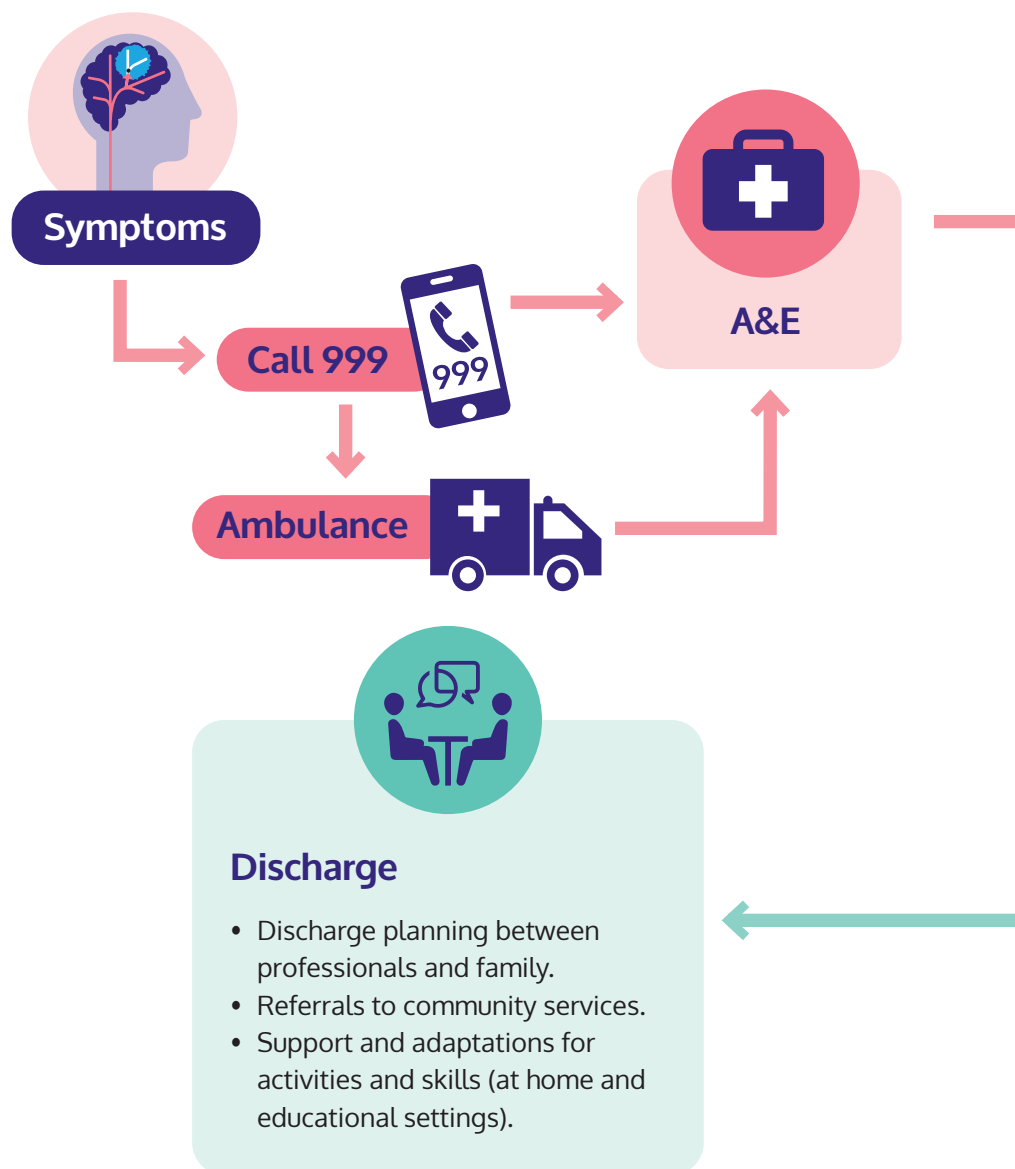 Symptoms
Call 999
999
A&E
Ambulance
Discharge
• Discharge planning between
professionals and family.
• Referrals to community services.
• Support and adaptations for
activities and skills (at home and
educational settings).